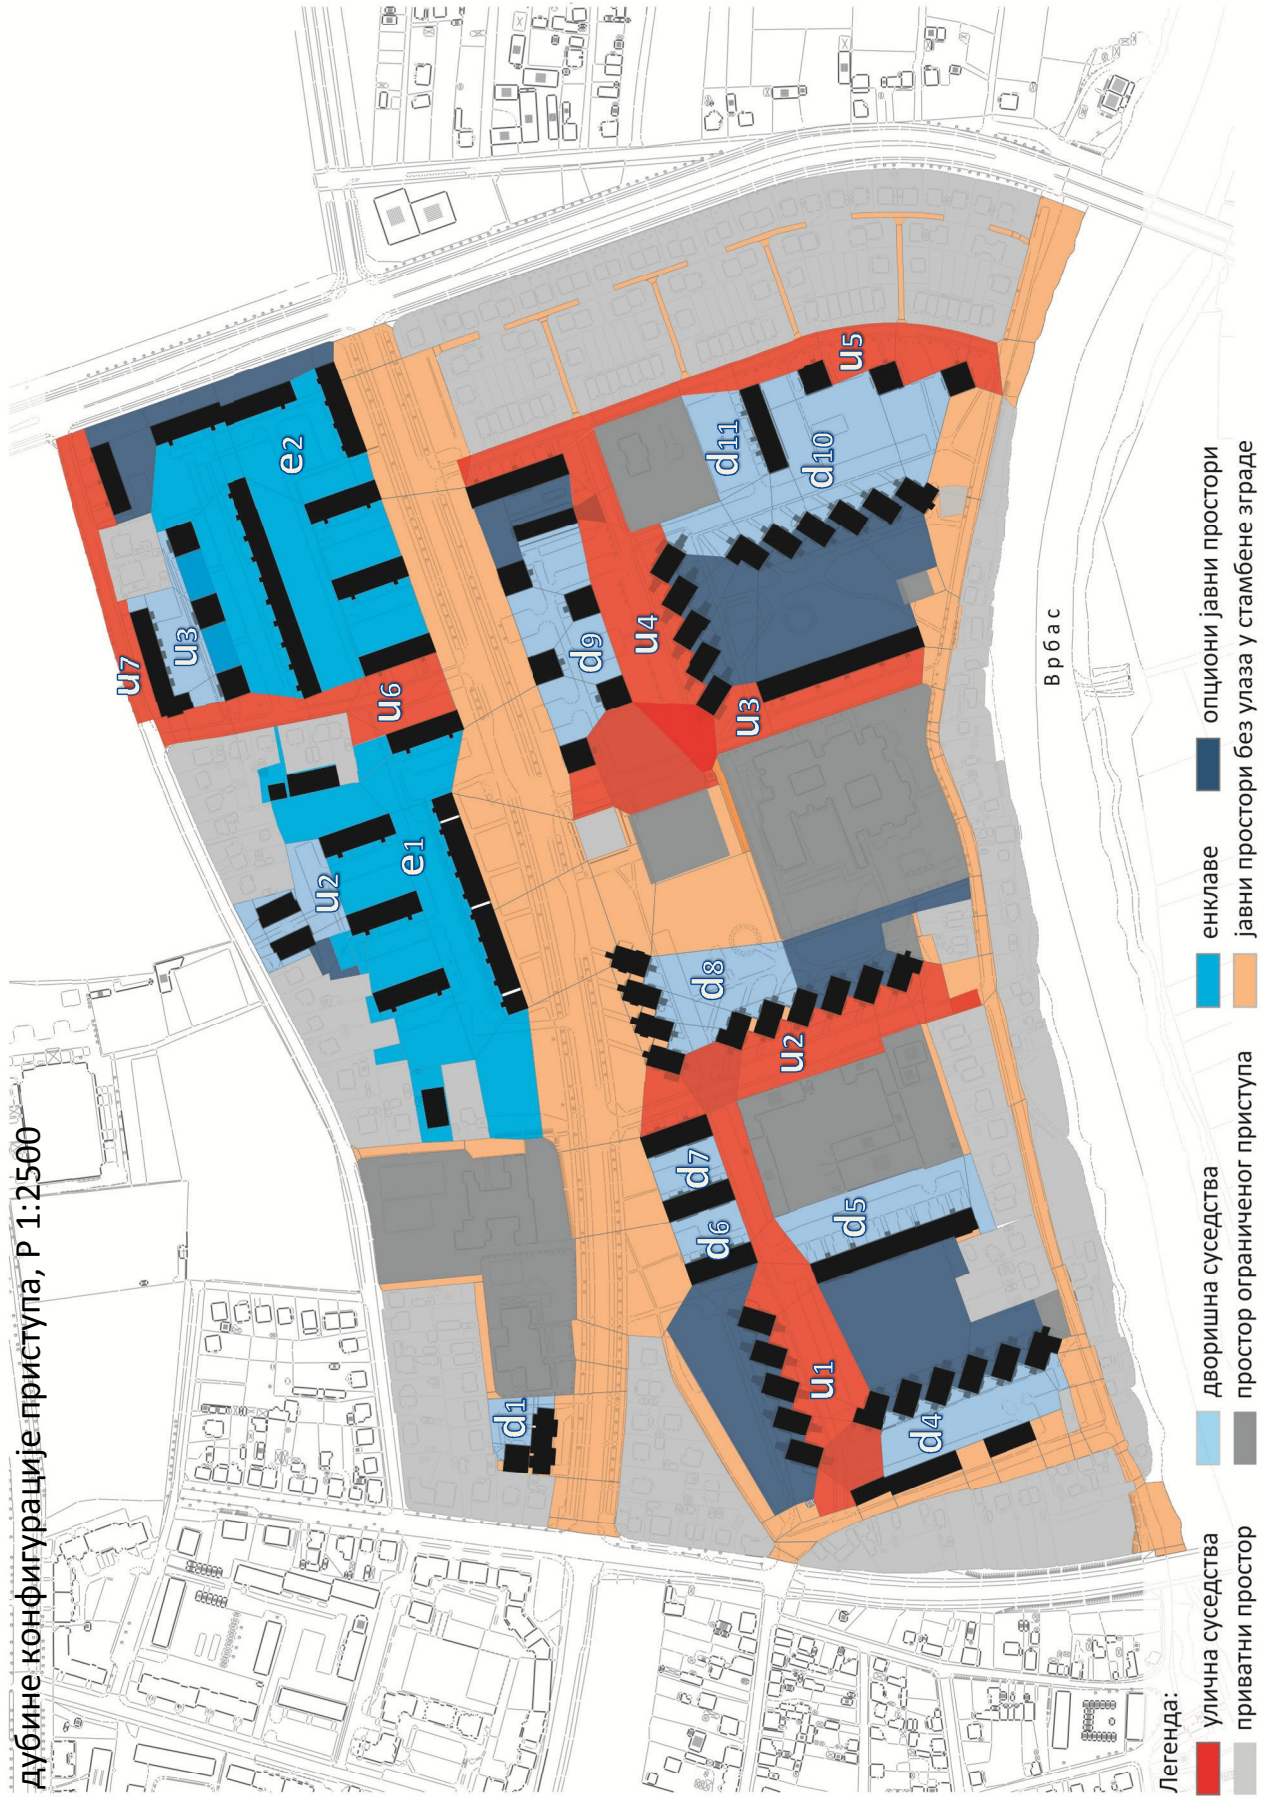 дубине конфигурације приступа, Р 1:2500
u7
u3
e2
u6
u2
e1
d9
u4
u3
d11
d10
u5
d1
d7
d6
d8
u2
d5
u1
d4
Врбас
Легенда:
улична суседства
дворишна суседства
енклаве
опциони јавни простори
приватни простор
простор ограниченог приступа
јавни простори без улаза у стамбене зграде